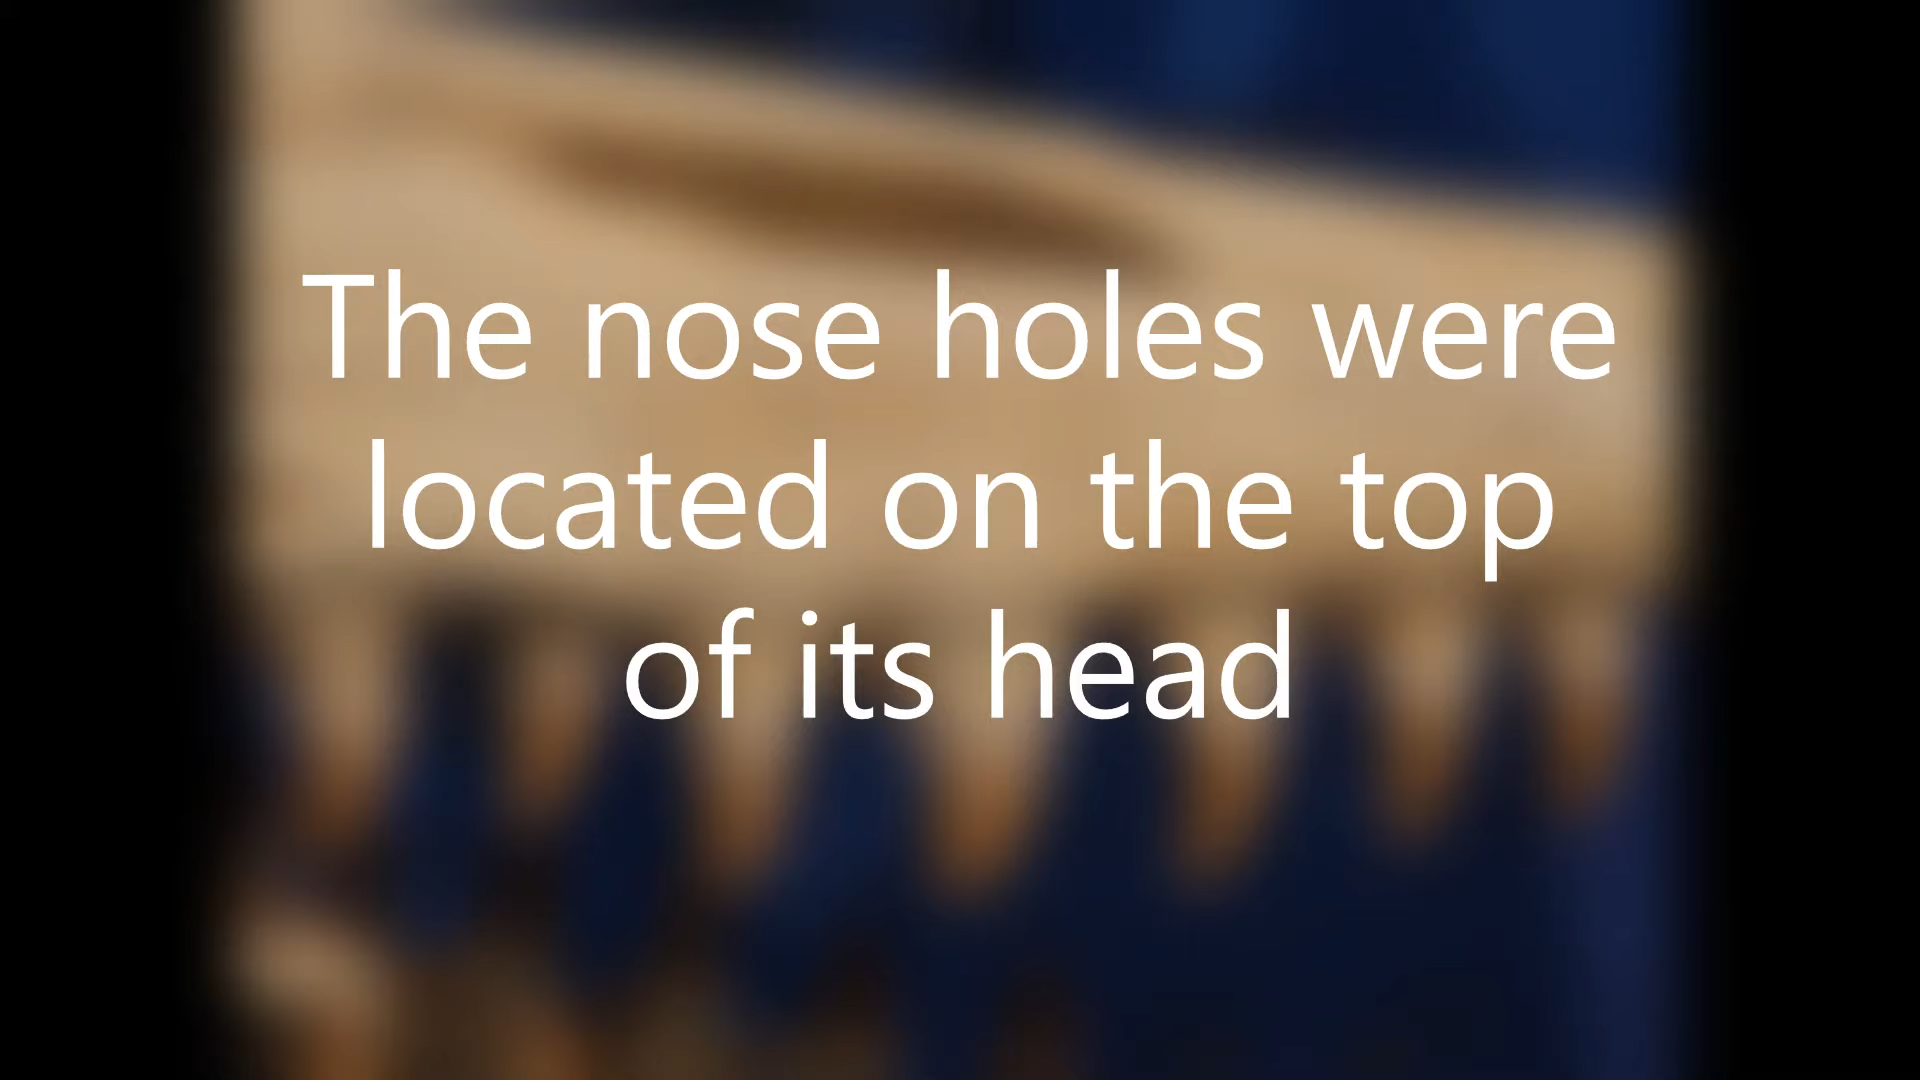 The nose holes were
located on the top
of its head